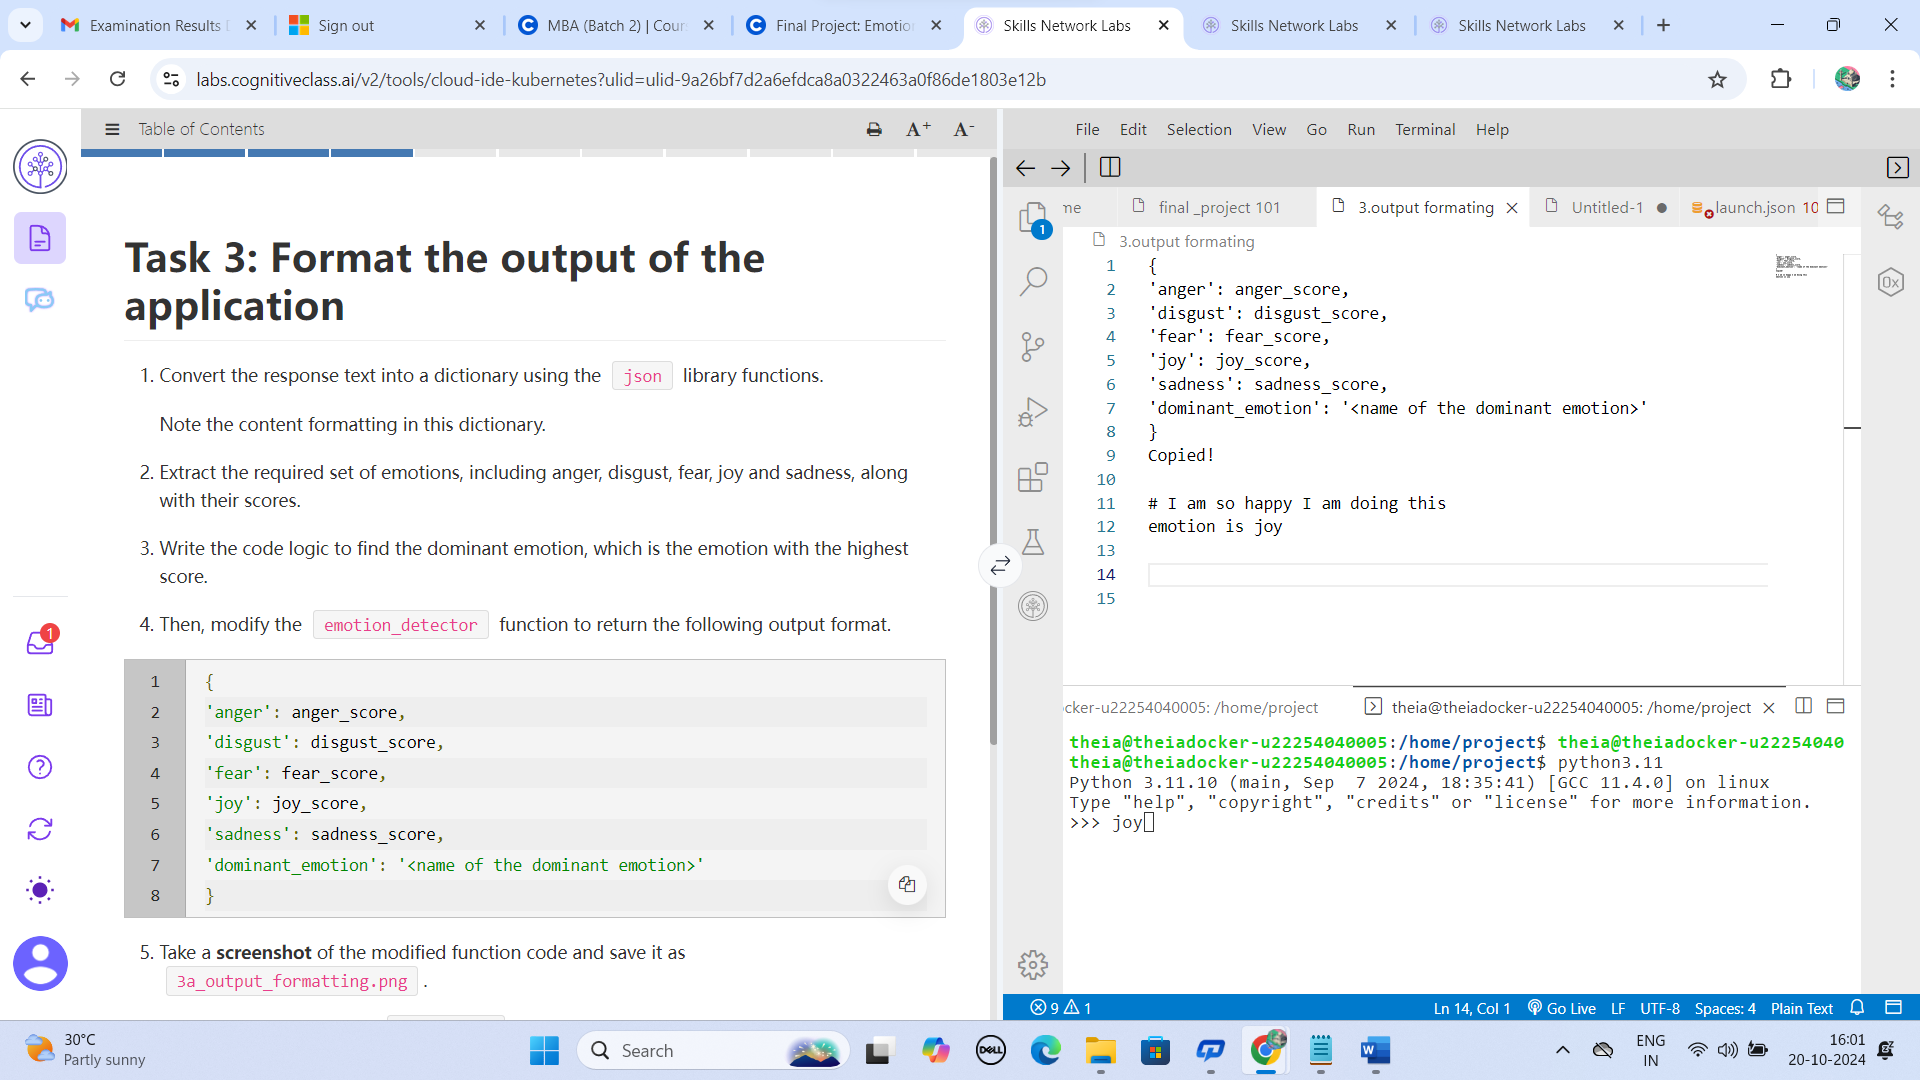 Examination Results D
Sign out
MBA (Batch 2) | Cour
Final Project: Emotion
Skills Network Labs
Skills Network Labs
Skills Network Labs
labs.cognitiveclass.ai/v2/tools/cloud-ide-kubernetes?ulid=ulid-9a26bf7d2a6efdca8a0322463a0f86de1803e12b
Table of Contents
A+ A-
Task 3: Format the output of the
application
1. Convert the response text into a dictionary using the json library functions.
Note the content formatting in this dictionary.
2. Extract the required set of emotions, including anger, disgust, fear, joy and sadness, along
with their scores.
3. Write the code logic to find the dominant emotion, which is the emotion with the highest
score.
4. Then, modify the emotion_detector function to return the following output format.
1 {
2 'anger': anger_score,
3 'disgust': disgust_score,
4 'fear': fear_score,
5 'joy': joy_score,
6 'sadness': sadness_score,
7 'dominant_emotion': '<name of the dominant emotion>'
8 }
5. Take a screenshot of the modified function code and save it as
3a_output_formatting.png .
1
File Edit Selection View Go Run Terminal Help
me
final _project 101
3.output formating
Untitled-1
launch.json 10
1
0x
3.output formating
1 {
2 'anger': anger_score,
3 'disgust': disgust_score,
4 'fear': fear_score,
5 'joy': joy_score,
6 'sadness': sadness_score,
7 'dominant_emotion': '<name of the dominant emotion>'
8 }
9 Copied!
10
11 # I am so happy I am doing this
12 emotion is joy
13
14
15
cker-u22254040005: /home/project
theia@theiadocker-u22254040005: /home/project
theia@theiadocker-u22254040005:/home/project$ theia@theiadocker-u22254040
theia@theiadocker-u22254040005:/home/project$ python3.11
Python 3.11.10 (main, Sep  7 2024, 18:35:41) [GCC 11.4.0] on linux
Type "help", "copyright", "credits" or "license" for more information.
>>> joy
9 1
Ln 14, Col 1 Go Live LF UTF-8 Spaces: 4 Plain Text
30°C
Partly sunny
Search
DELL
W
ENG
IN
16:01
20-10-2024